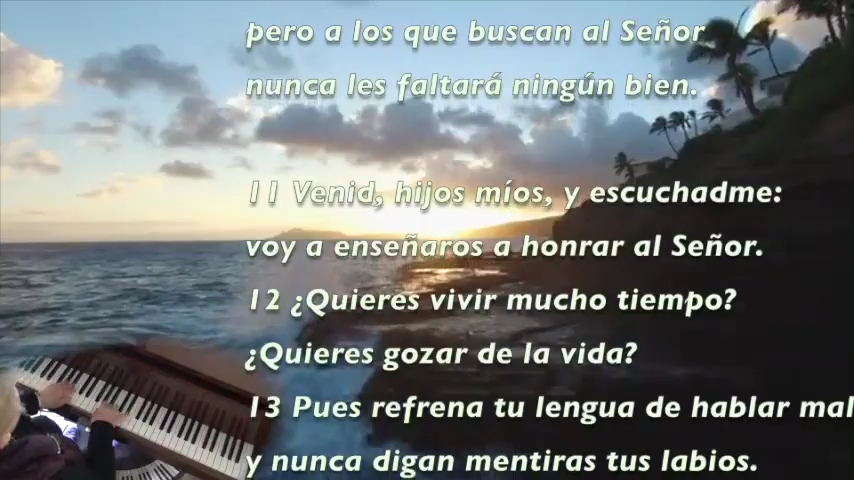 pero a los que buscan al Señor
nunca les faltará ningún bien.
11 Venid, hijos míos, y escuchadme:
voy a enseñaros a honrar al Señor.
12 ¿Quieres vivir mucho tiempo?
¿Quieres gozar de la vida?
13 Pues refrena tu lengua de hablar mal
y nunca digan mentiras tus labios.